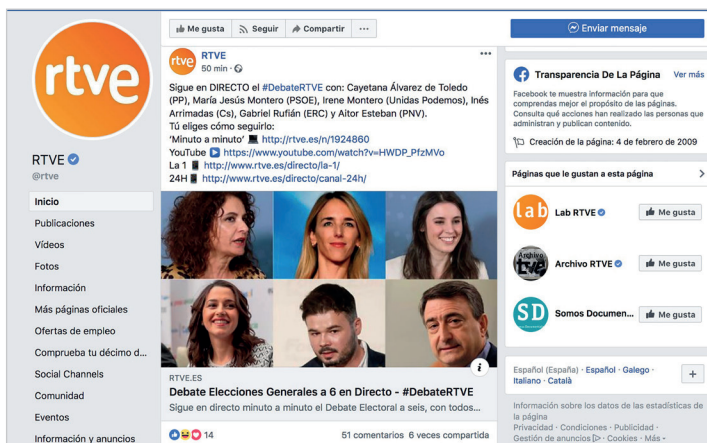 rtve
RTVE
@rtve
Inicio
Publicaciones
Vídeos
Fotos
Información
Más páginas oficiales
Ofertas de empleo
Comprueba tu décimo d...
Social Channels
Comunidad
Eventos
Información y anuncios
Me gusta
Seguir
Compartir
rtve
RTVE
50 min ·
Sigue en DIRECTO el #DebateRTVE con: Cayetana Álvarez de Toledo
(PP), María Jesús Montero (PSOE), Irene Montero (Unidas Podemos), Inés
Arrimadas (Cs), Gabriel Rufián (ERC) y Aitor Esteban (PNV).
Tú eliges cómo seguirlo:
'Minuto a minuto' http://rtve.es/n/1924860
YouTube https://www.youtube.com/watch?v=HWDP_PfzMVo
La 1 http://www.rtve.es/directo/la-1/
24H http://www.rtve.es/directo/canal-24h/
RTVE.ES
Debate Elecciones Generales a 6 en Directo - #DebateRTVE
Sigue en directo minuto a minuto el Debate Electoral a seis, con todos...
14
51 comentarios 6 veces compartida
Enviar mensaje
Transparencia De La Página Ver más
Facebook te muestra información para que
comprendas mejor el propósito de las páginas.
Consulta qué acciones han realizado las personas que
administran y publican contenido.
Creación de la página: 4 de febrero de 2009
Páginas que le gustan a esta página
lab
Lab RTVE
Me gusta
Archivo
tve
Archivo RTVE
Me gusta
SD
Somos Documen...
Me gusta
Español (España) · Español · Galego ·
Italiano · Català
Información sobre los datos de las estadísticas de
la página
Privacidad · Condiciones · Publicidad ·
Gestión de anuncios · Cookies · Más